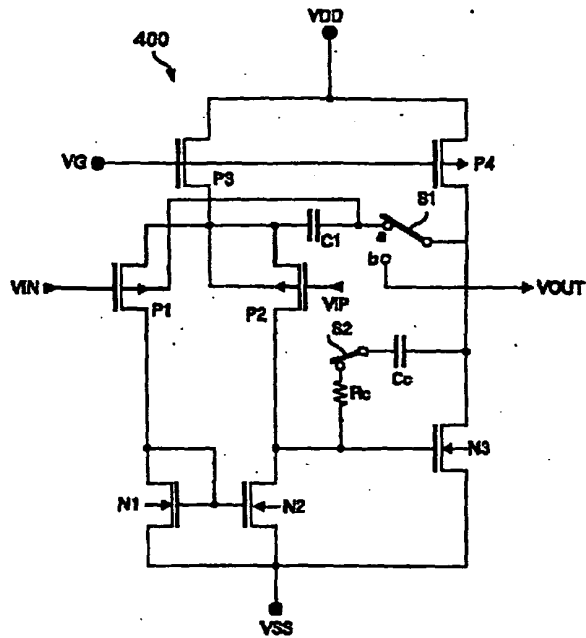 VDD
400
VG
P3
P4
S1
C1
a
b
VIN
P1
P2
VIP
VOUT
S2
Rc
Cc
N3
N1
N2
VSS